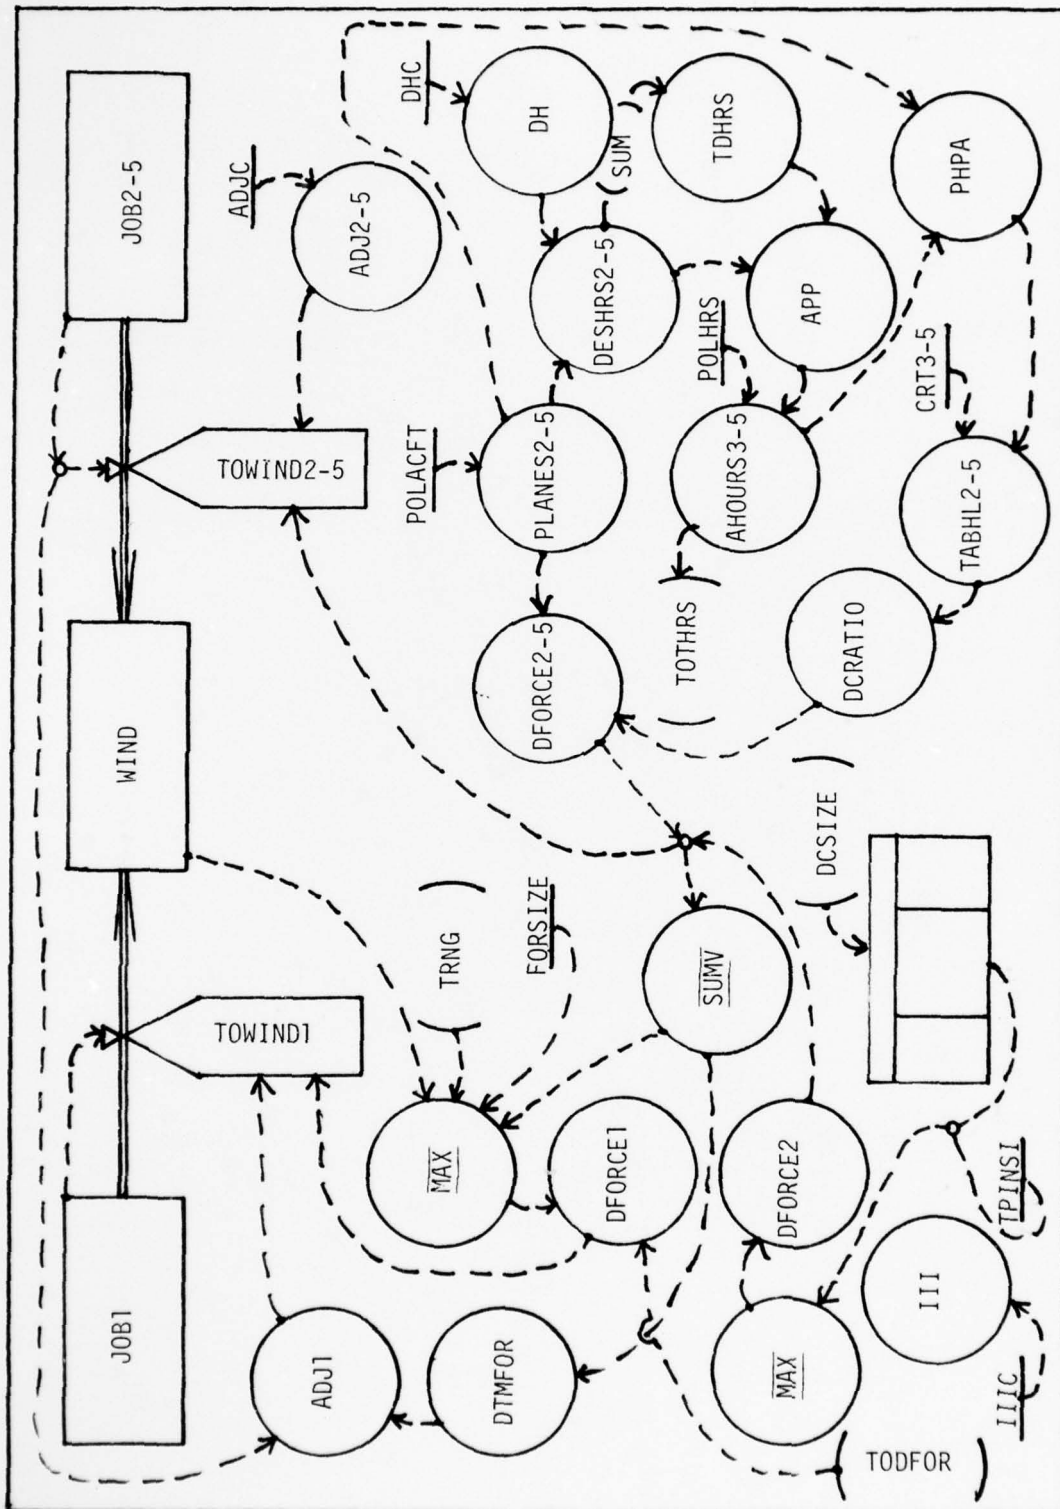 JOB1
WIND
JOB2-5
TOWIND1
TOWIND2-5
ADJC
ADJ1
ADJ2-5
MAX
TRNG
POLACFT
DHC
DTMFOR
FORSIZE
DFORCE2-5
PLANES2-5
DH
DFORCE1
DESHRS2-5
SUM
SUMV
TOTHRS
POLHRS
TDHRS
MAX
DFORCE2
AHOURS3-5
APP
DCSIZE
DCRATIO
CRT3-5
TODFOR
III
TABHL2-5
PHPA
IIIC
TPINSI